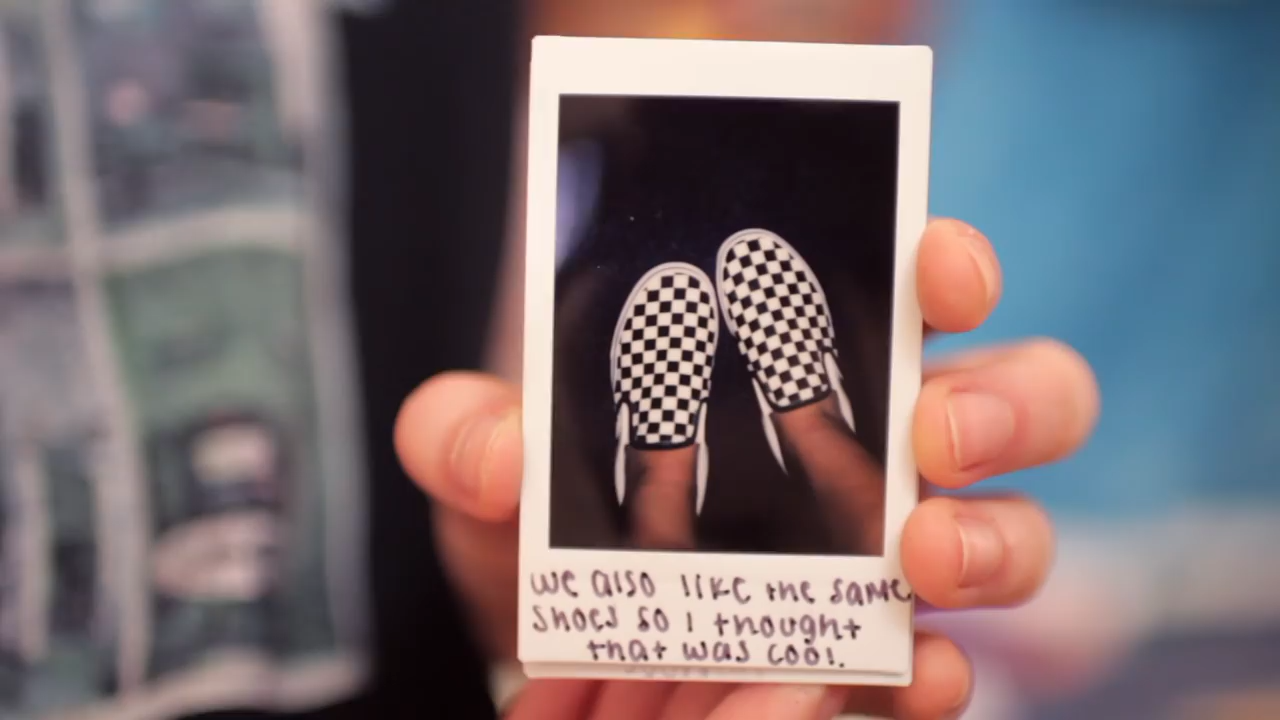 we also like the same
shoes so i thought
that was cool.